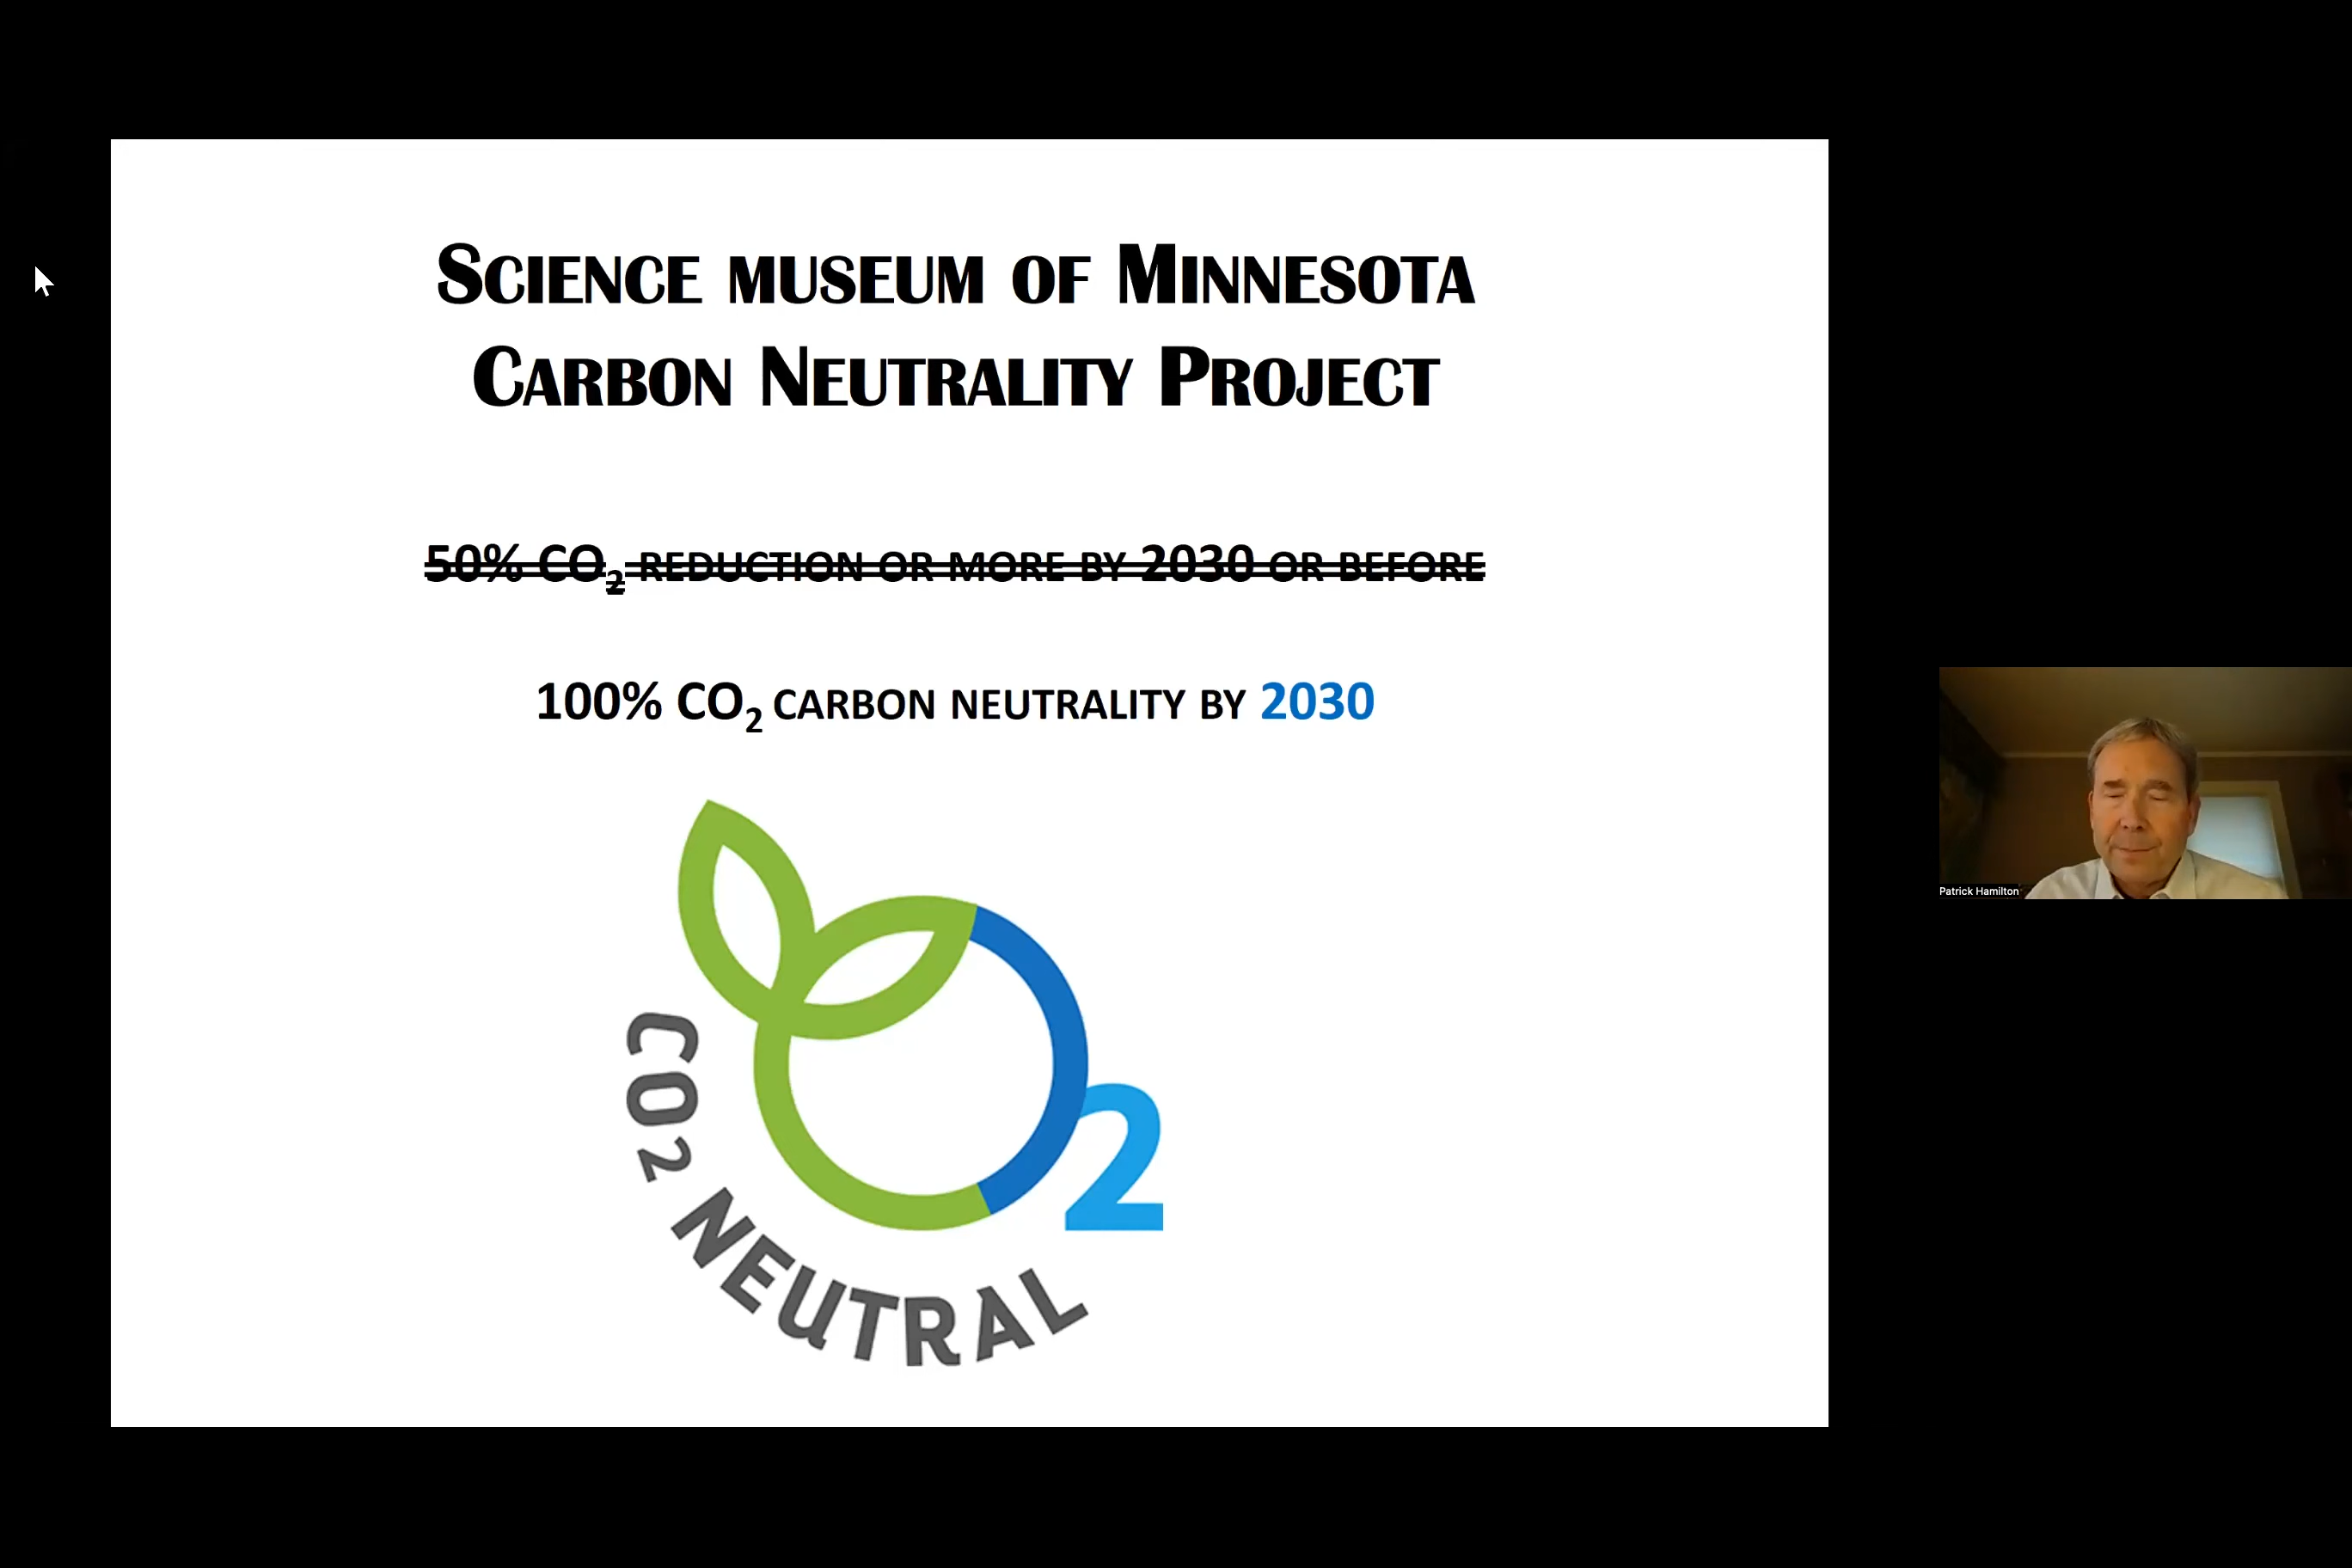 Science museum of Minnesota
Carbon Neutrality Project
50% CO₂ reduction or more by 2030 or before
100% CO₂ carbon neutrality by 2030
2
CO2 NEUTRAL
Patrick Hamilton